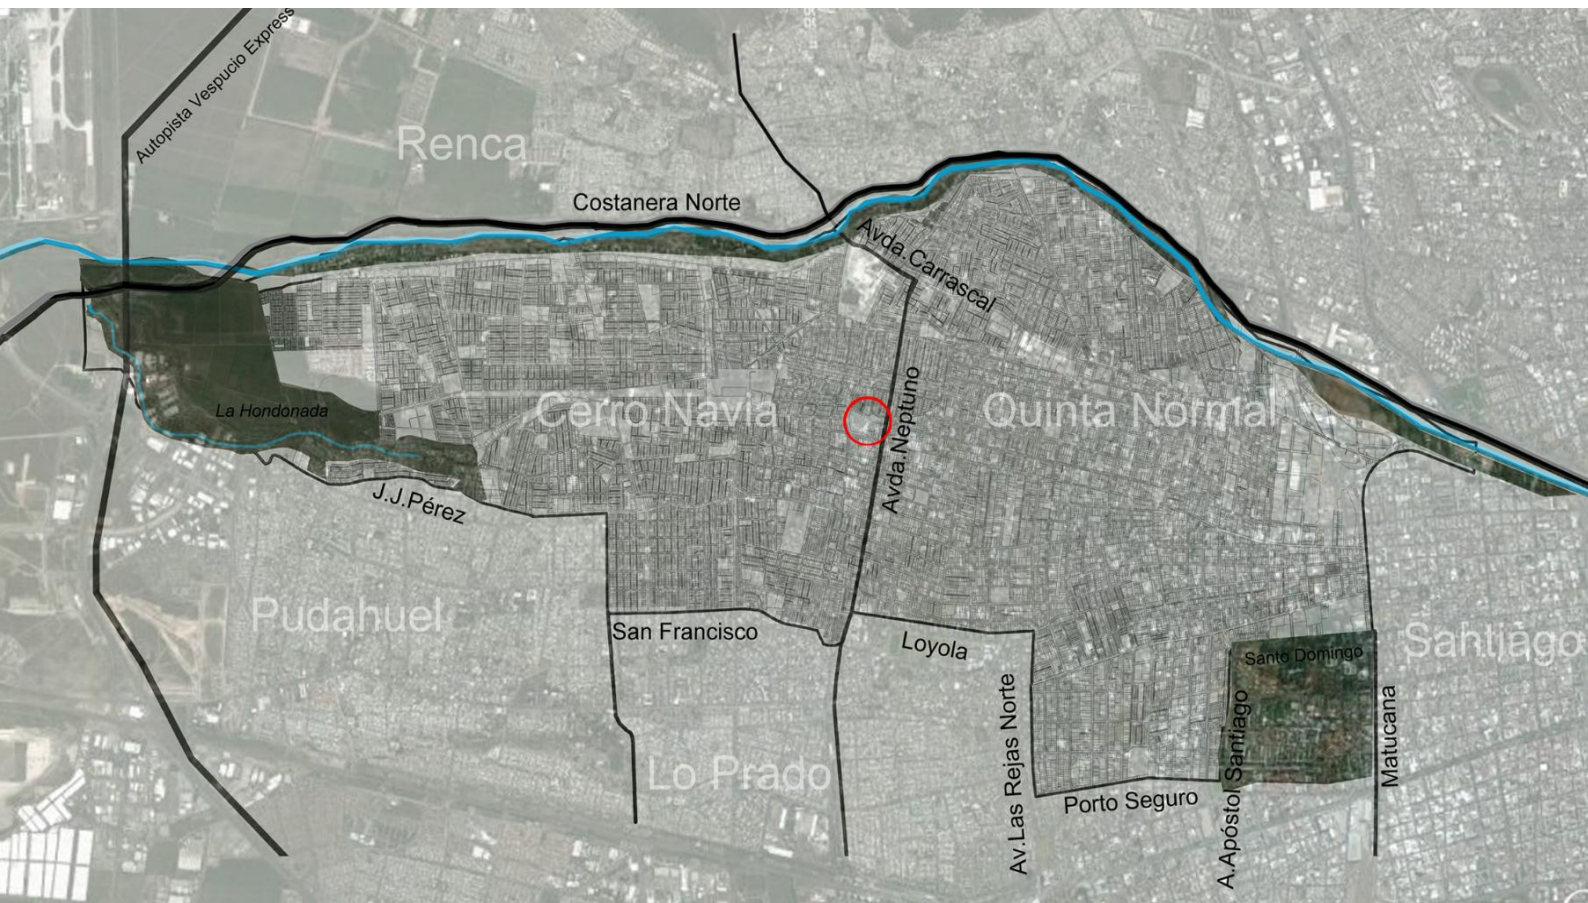 Autopista Vespucio Express
Renca
Costanera Norte
Avda.Carrascal
La Hondonada
Cerro Navia
Avda.Neptuno
Quinta Normal
J.J.Pérez
Pudahuel
San Francisco
Loyola
Santo Domingo
Santiago
Lo Prado
Av.Las Rejas Norte
Porto Seguro
A.Apóstol Santiago
Matucana